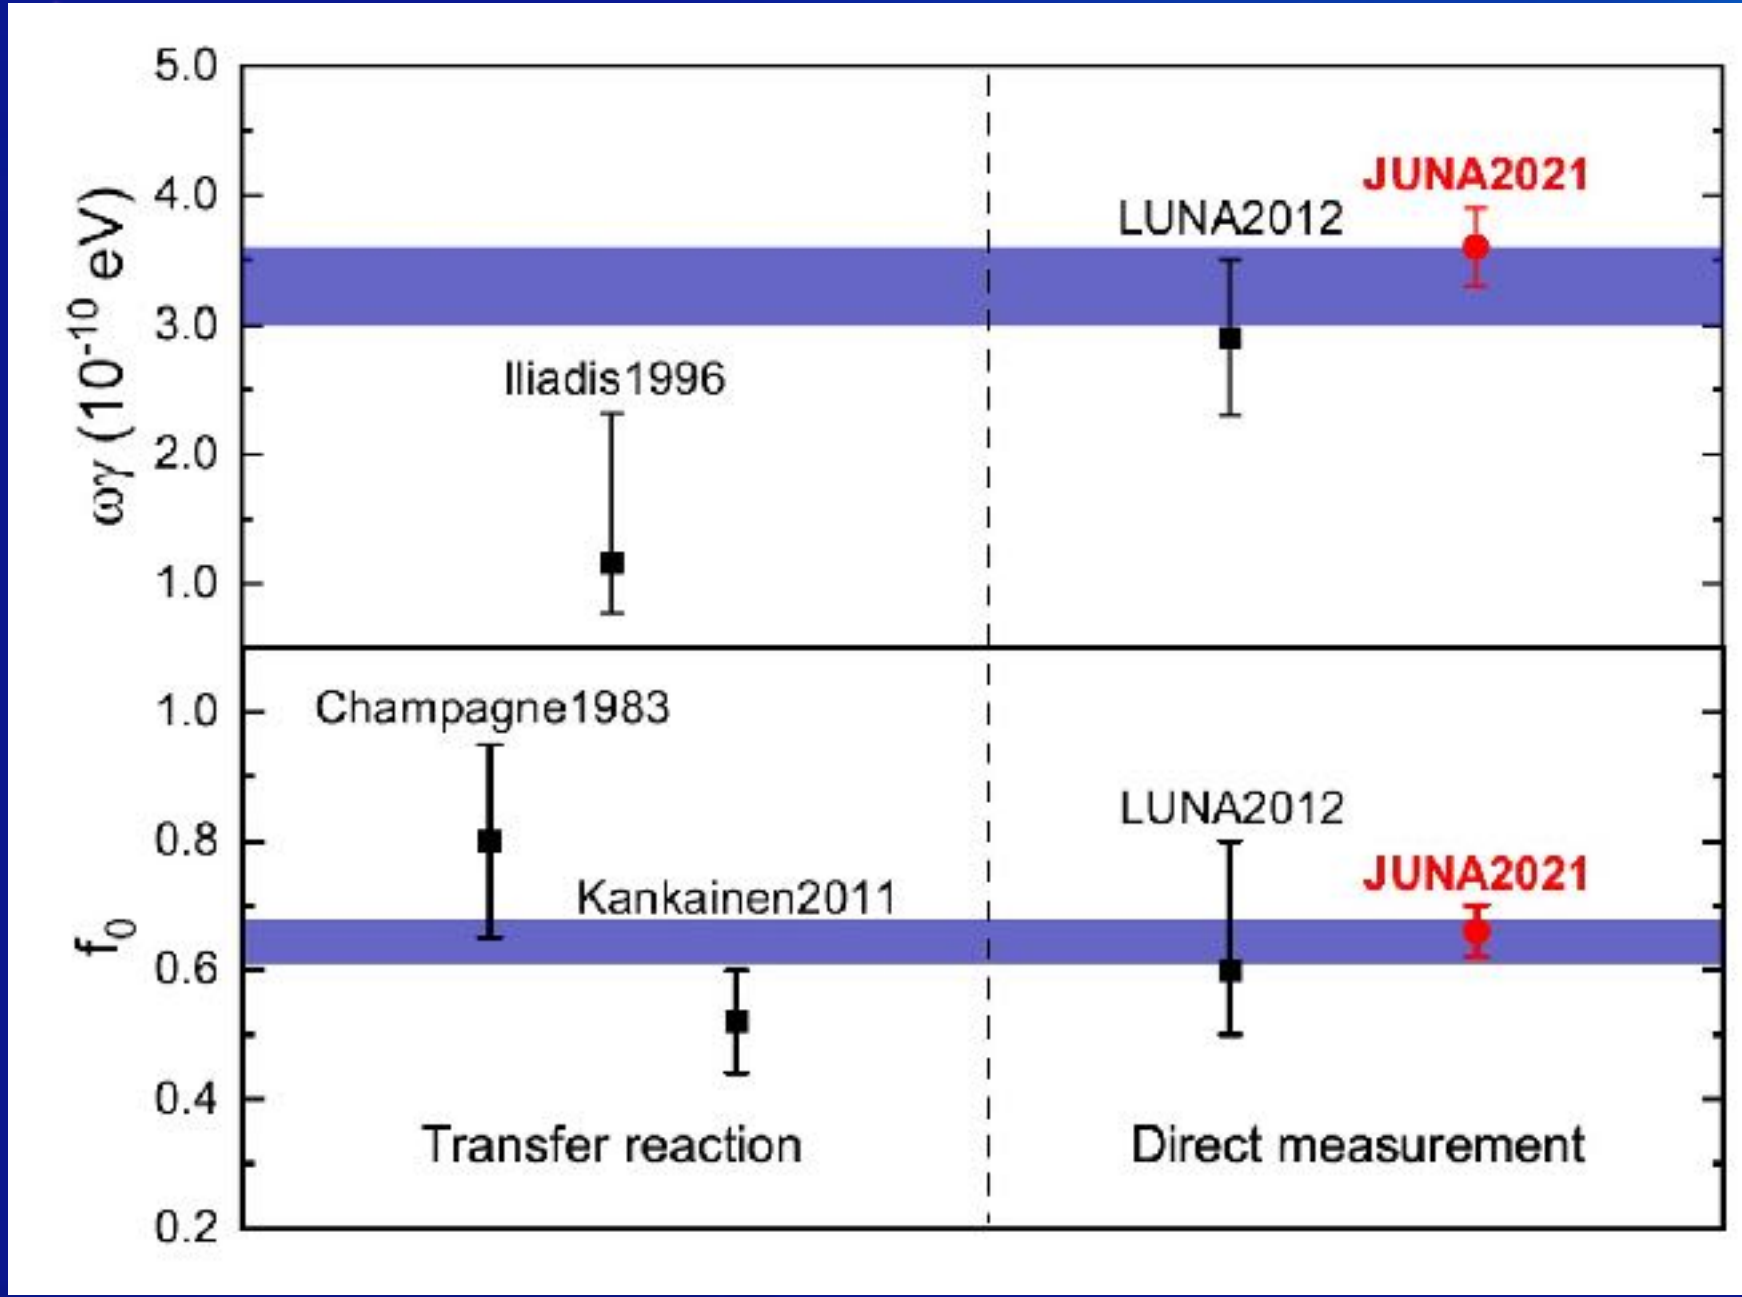 5.0
4.0
3.0
2.0
1.0
ωγ (10⁻¹⁰ eV)
JUNA2021
LUNA2012
Iliadis1996
1.0
0.8
0.6
0.4
0.2
f₀
Champagne1983
LUNA2012
JUNA2021
Kankainen2011
Transfer reaction
Direct measurement